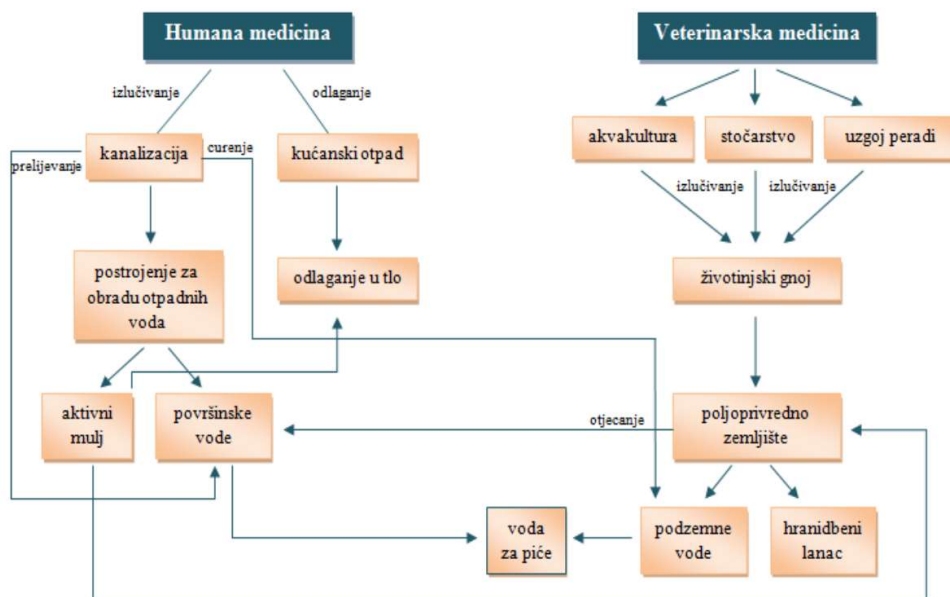 Humana medicina
Veterinarska medicina
izlučivanje
odlaganje
kanalizacija
curenje
kućanski otpad
akvakultura
stočarstvo
uzgoj peradi
prelijevanje
izlučivanje
izlučivanje
postrojenje za
obradu otpadnih
voda
odlaganje u tlo
životinjski gnoj
aktivni
mulj
površinske
vode
otjecanje
poljoprivredno
zemljište
voda
za piće
podzemne
vode
hranidbeni
lanac